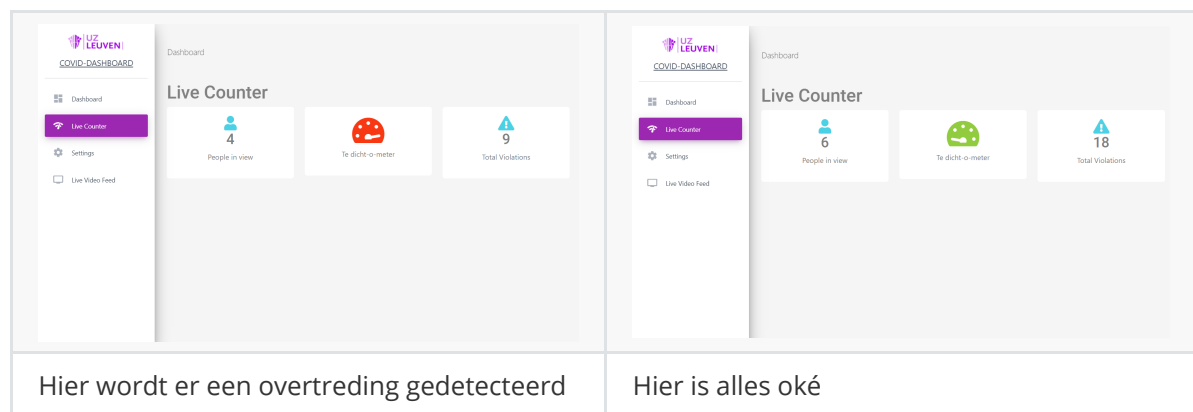 UZ
LEUVEN
COVID-DASHBOARD
Dashboard
Live Counter
Settings
Live Video Feed
Dashboard
Live Counter
4
People in view
Te dicht-o-meter
9
Total Violations
Hier wordt er een overtreding gedetecteerd
UZ
LEUVEN
COVID-DASHBOARD
Dashboard
Live Counter
Settings
Live Video Feed
Dashboard
Live Counter
6
People in view
Te dicht-o-meter
18
Total Violations
Hier is alles oké